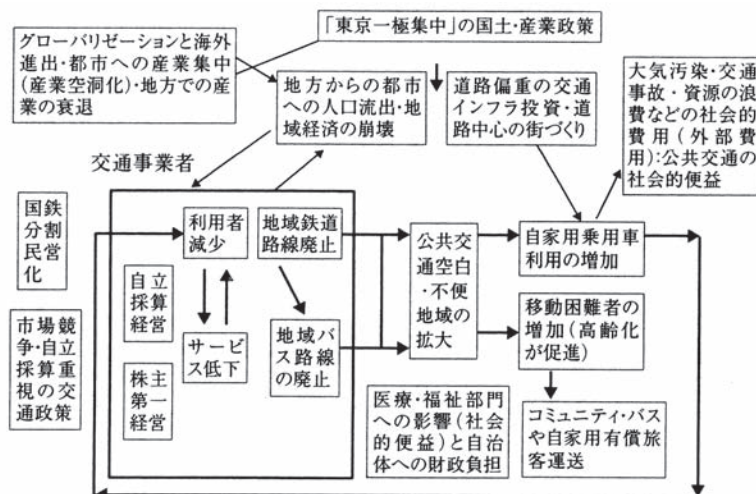 グローバリゼーションと海外
進出・都市への産業集中
(産業空洞化)・地方での産
業の衰退
「東京一極集中」の国土・産業政策
地方からの都市
への人口流出・地
域経済の崩壊
道路偏重の交通
インフラ投資・道
路中心の街づくり
大気汚染・交通
事故・資源の浪
費などの社会的
費用(外部費
用):公共交通の
社会的便益
交通事業者
国鉄
分割
民営
化
市場競
争・自立
採算重
視の交
通政策
利用者
減少
自立
採算
経営
株主
第一
経営
サービ
ス低下
地域鉄道
路線廃止
地域バ
ス路線
の廃止
公共交
通空白
・不便
地域の
拡大
自家用乗用車
利用の増加
移動困難者の
増加(高齢化
が促進)
医療・福祉部門
への影響(社会
的便益)と自治
体への財政負担
コミュニティ・バス
や自家用有償旅
客運送